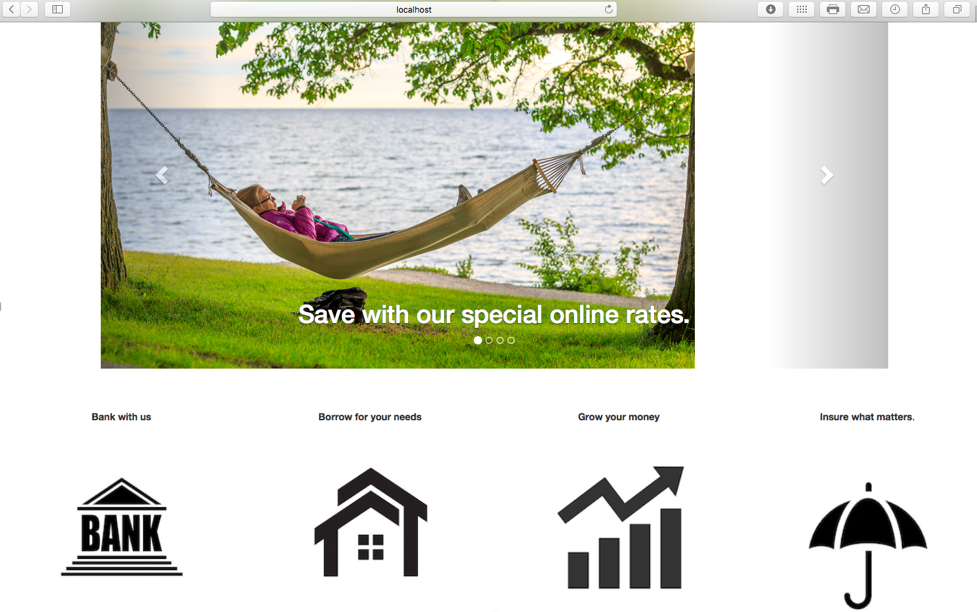 localhost
Save with our special online rates.
Bank with us
Borrow for your needs
Grow your money
Insure what matters.
BANK